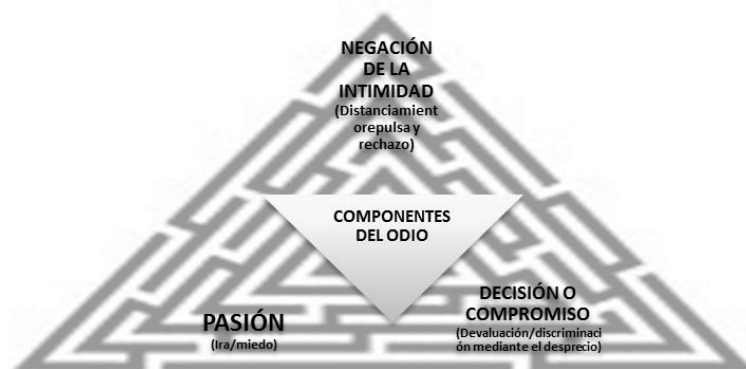 NEGACIÓN
DE LA
INTIMIDAD
(Distanciamient
orepulsa y
rechazo)
COMPONENTES
DEL ODIO
PASIÓN
(Ira/miedo)
DECISIÓN O
COMPROMISO
(Devaluación/discriminaci
ón mediante el desprecio)